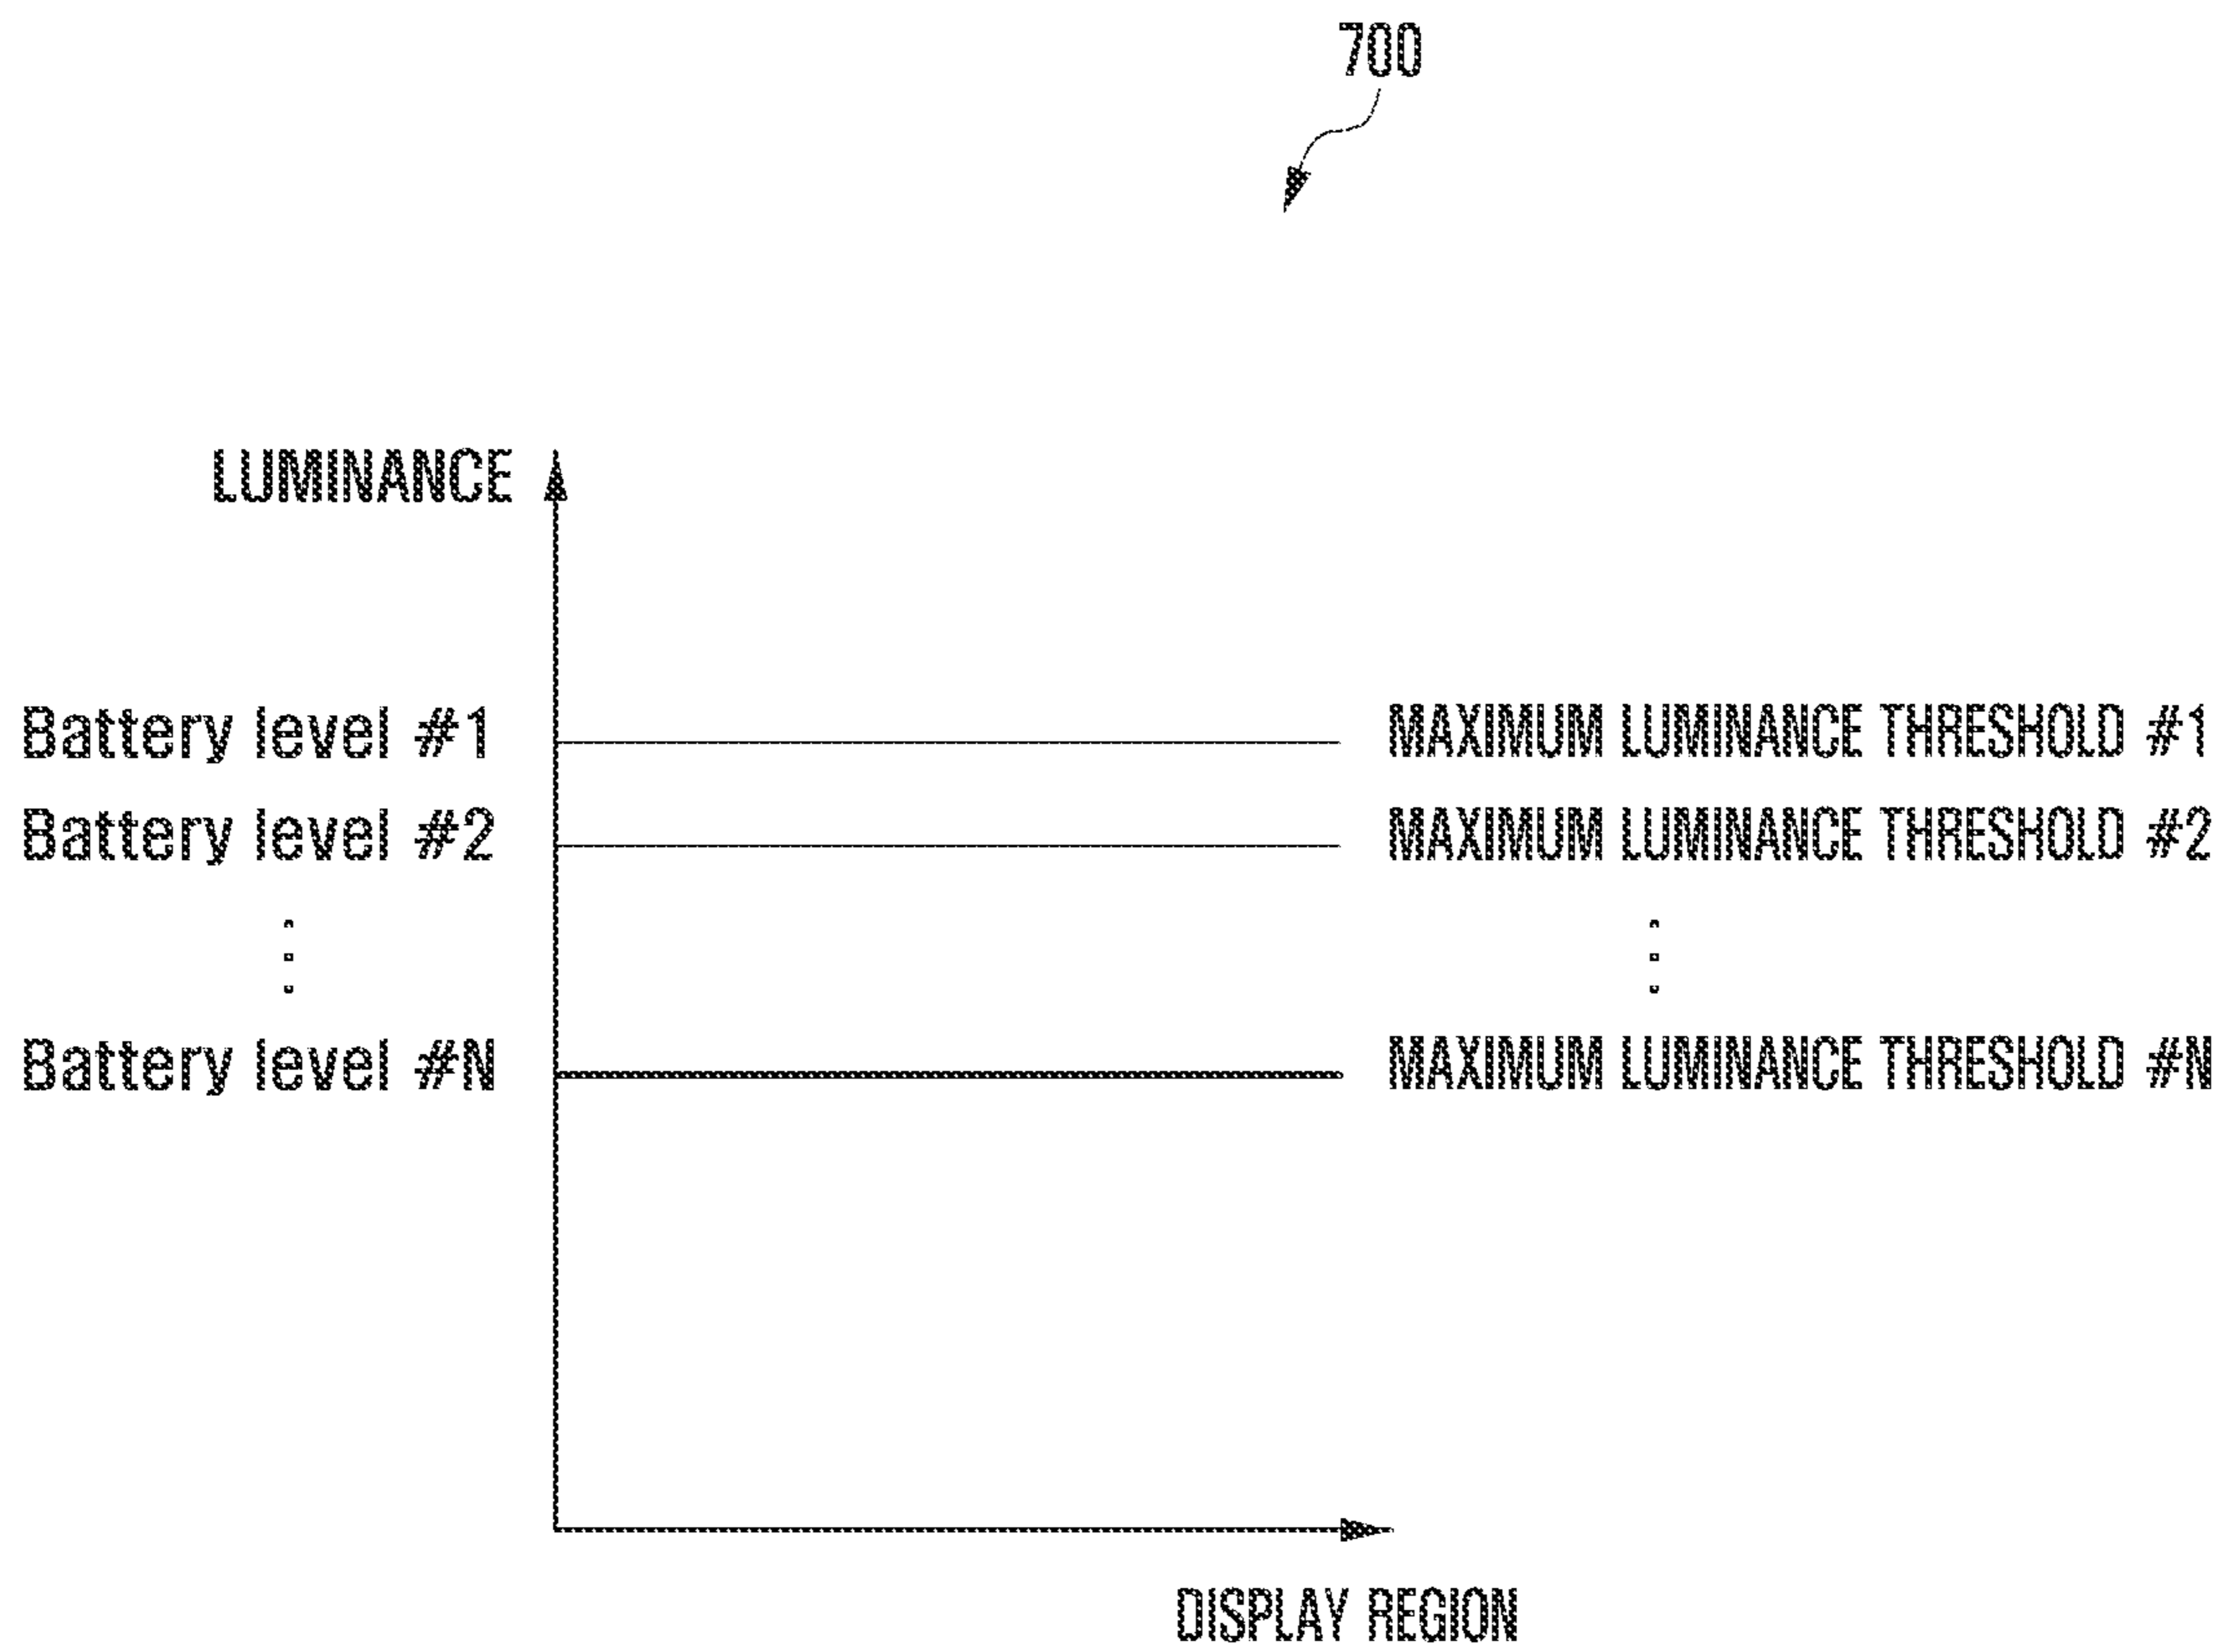 700
LUMINANCE
Battery level #1 MAXIMUM LUMINANCE THRESHOLD #1
Battery level #2 MAXIMUM LUMINANCE THRESHOLD #2
Battery level #N MAXIMUM LUMINANCE THRESHOLD #N
DISPLAY REGION